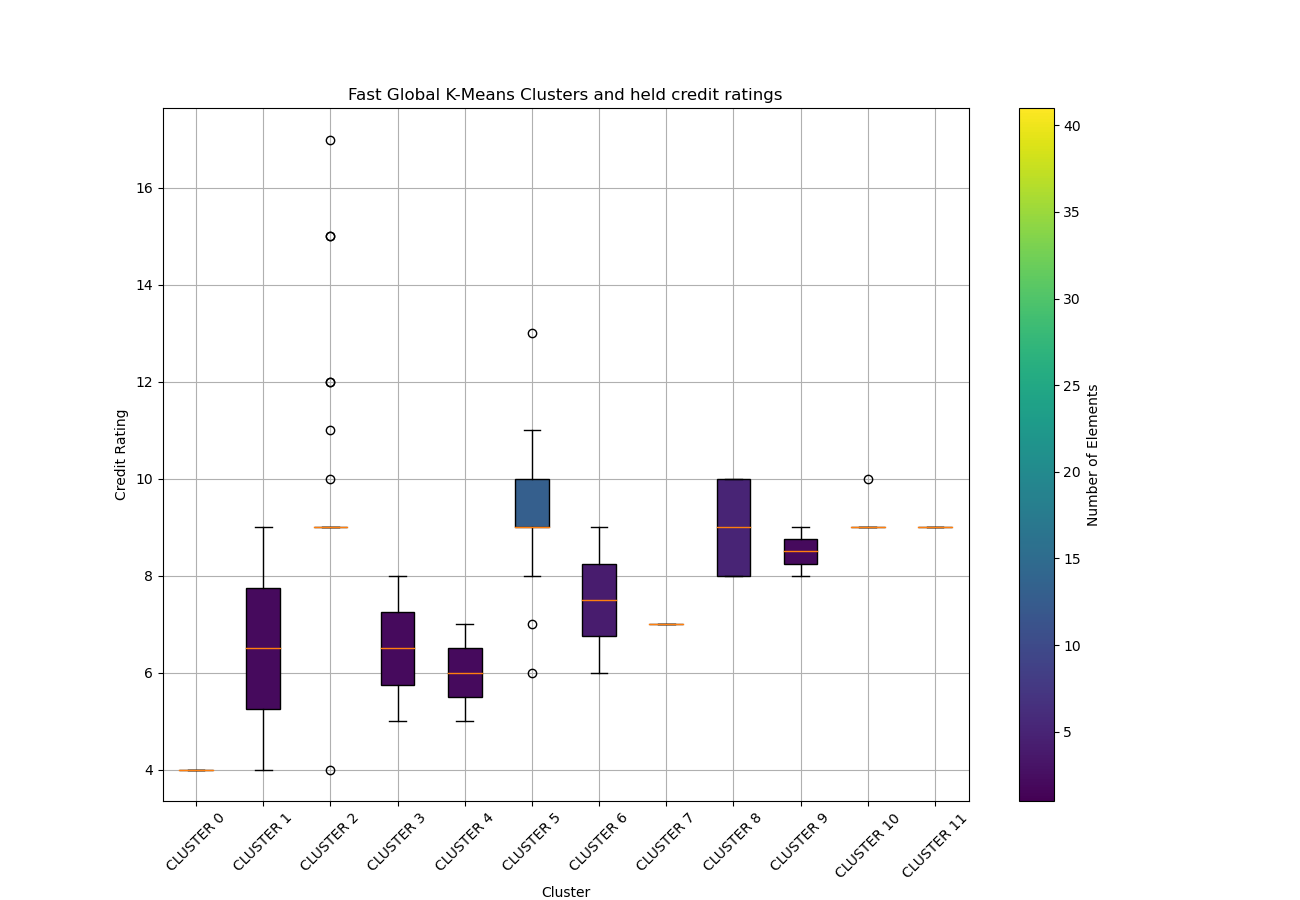 Fast Global K-Means Clusters and held credit ratings
Credit Rating
16
14
12
10
8
6
4
CLUSTER 0
CLUSTER 1
CLUSTER 2
CLUSTER 3
CLUSTER 4
CLUSTER 5
CLUSTER 6
CLUSTER 7
CLUSTER 8
CLUSTER 9
CLUSTER 10
CLUSTER 11
Cluster
40
35
30
25
20
15
10
5
Number of Elements